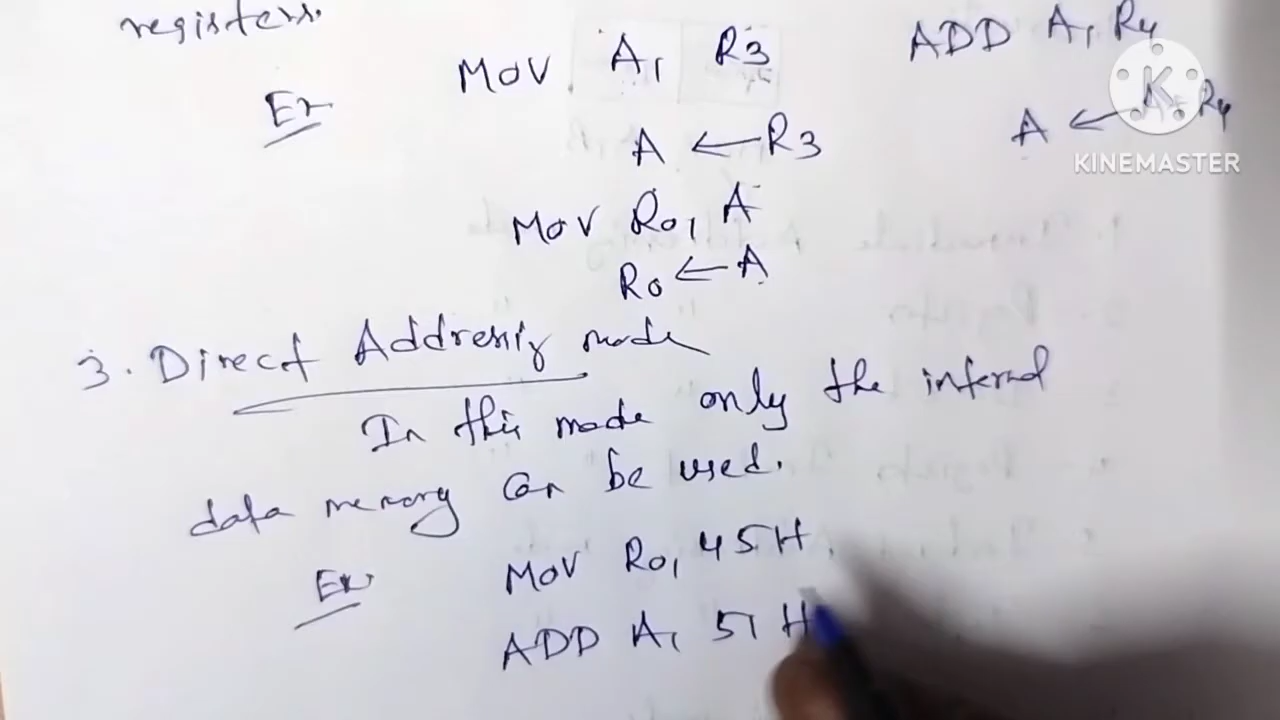 registers.
Ex MOV A, R3 ADD A, R4
A ← R3 A ← A + R4
MOV R0, A
R0 ← A
3. Direct Addressing mode
In this mode only the internal
data memory can be used.
Ex MOV R0, 45H
ADD A, 51H
K
KINEMASTER